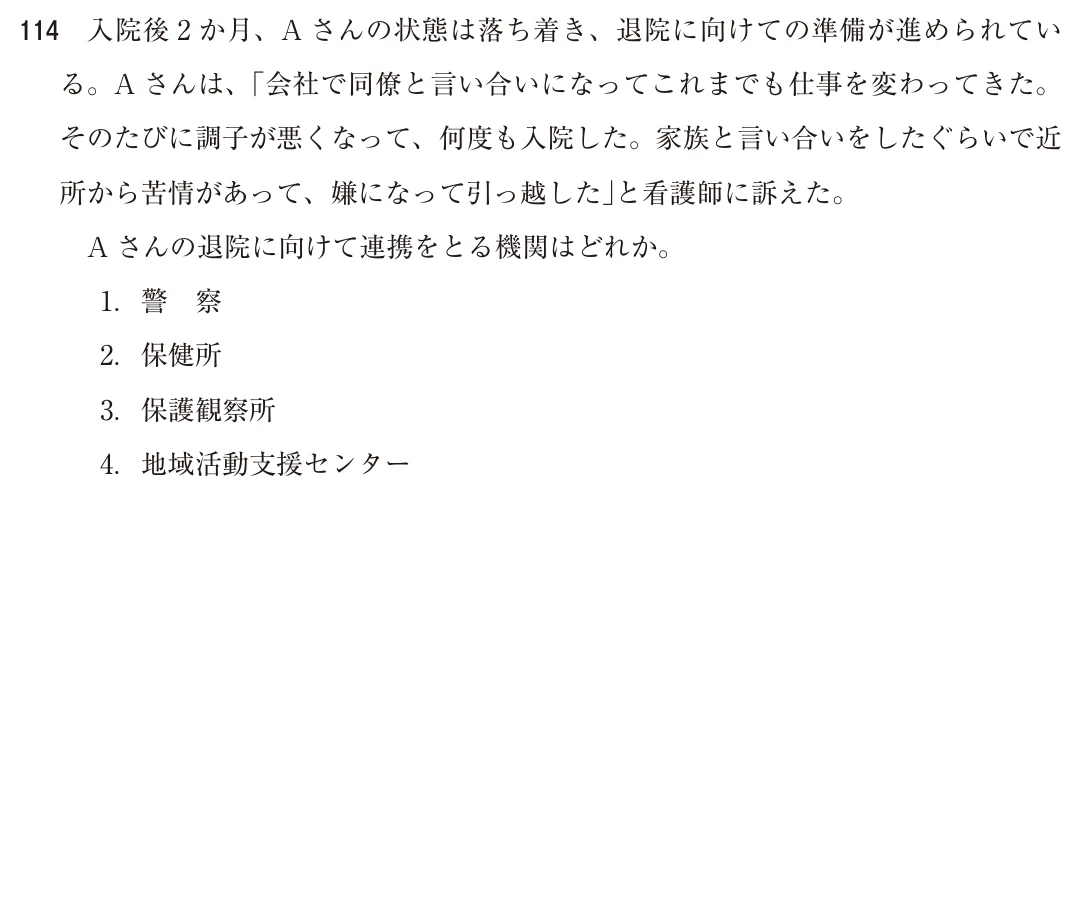 114 入院後2か月、Aさんの状態は落ち着き、退院に向けての準備が進められてい
る。Aさんは、「会社で同僚と言い合いになってこれまでも仕事を変わってきた。
そのたびに調子が悪くなって、何度も入院した。家族と言い合いをしたぐらいで近
所から苦情があって、嫌になって引っ越した」と看護師に訴えた。
Aさんの退院に向けて連携をとる機関はどれか。
1. 警 察
2. 保健所
3. 保護観察所
4. 地域活動支援センター